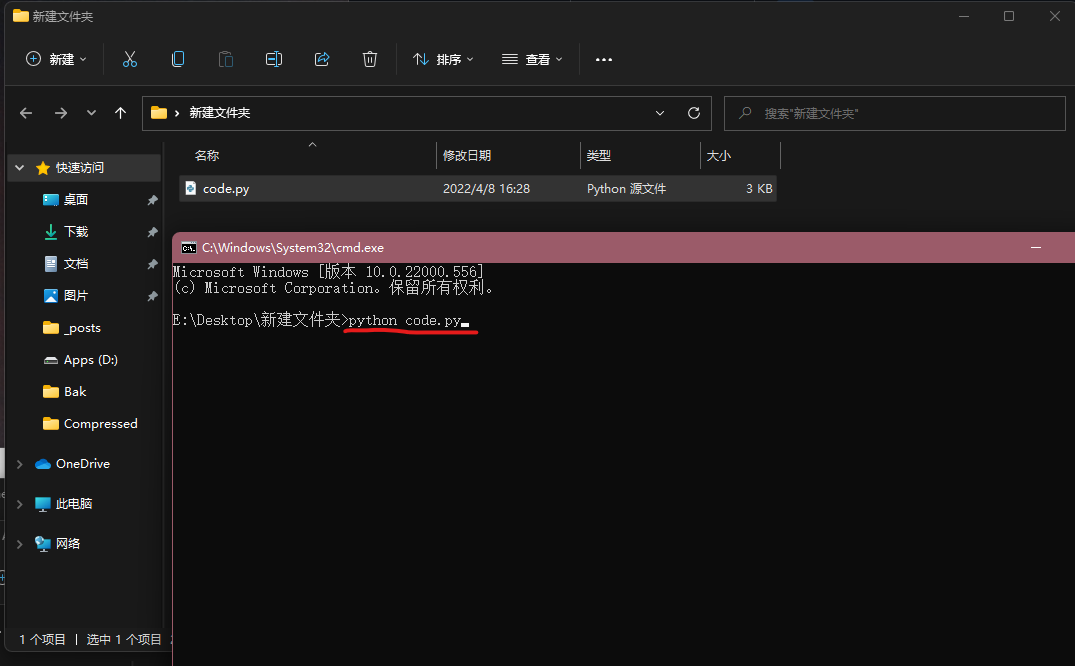 新建文件夹
新建 排序 查看
新建文件夹 搜索"新建文件夹"
名称 修改日期 类型 大小
code.py 2022/4/8 16:28 Python 源文件 3 KB
快速访问
桌面
下载
文档
图片
_posts
Apps (D:)
Bak
Compressed
OneDrive
此电脑
网络
1 个项目 | 选中 1 个项目
C:\Windows\System32\cmd.exe
Microsoft Windows [版本 10.0.22000.556]
(c) Microsoft Corporation。保留所有权利。
E:\Desktop\新建文件夹>python code.py